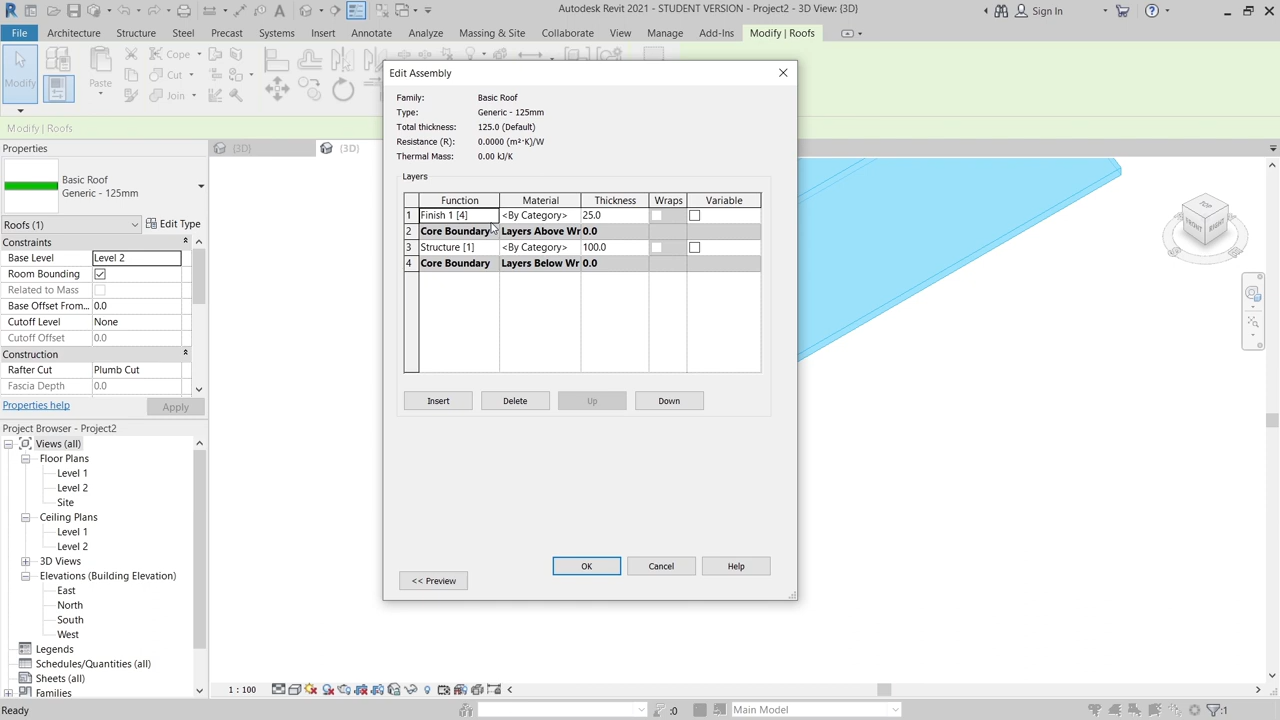 Autodesk Revit 2021 - STUDENT VERSION - Project2 - 3D View: {3D}
Sign In
File Architecture Structure Steel Precast Systems Insert Annotate Analyze Massing & Site Collaborate View Manage Add-Ins Modify | Roofs
Modify
Paste
Cope
Cut
Join
Modify | Roofs
Properties
{3D}
{3D}
Basic Roof
Generic - 125mm
Roofs (1)
Edit Type
Constraints
Base Level Level 2
Room Bounding
Related to Mass
Base Offset From... 0.0
Cutoff Level None
Cutoff Offset 0.0
Construction
Rafter Cut Plumb Cut
Fascia Depth 0.0
Properties help
Apply
Project Browser - Project2
Views (all)
Floor Plans
Level 1
Level 2
Site
Ceiling Plans
Level 1
Level 2
3D Views
Elevations (Building Elevation)
East
North
South
West
Legends
Schedules/Quantities (all)
Sheets (all)
Families
Edit Assembly
Family: Basic Roof
Type: Generic - 125mm
Total thickness: 125.0 (Default)
Resistance (R): 0.0000 (m²·K)/W
Thermal Mass: 0.00 kJ/K
Layers
Function Material Thickness Wraps Variable
1 Finish 1 [4] <By Category> 25.0
2 Core Boundary Layers Above Wr 0.0
3 Structure [1] <By Category> 100.0
4 Core Boundary Layers Below Wr 0.0
Insert Delete Up Down
OK Cancel Help
<< Preview
TOP
FRONT
RIGHT
1 : 100
Ready
:0
Main Model
:1